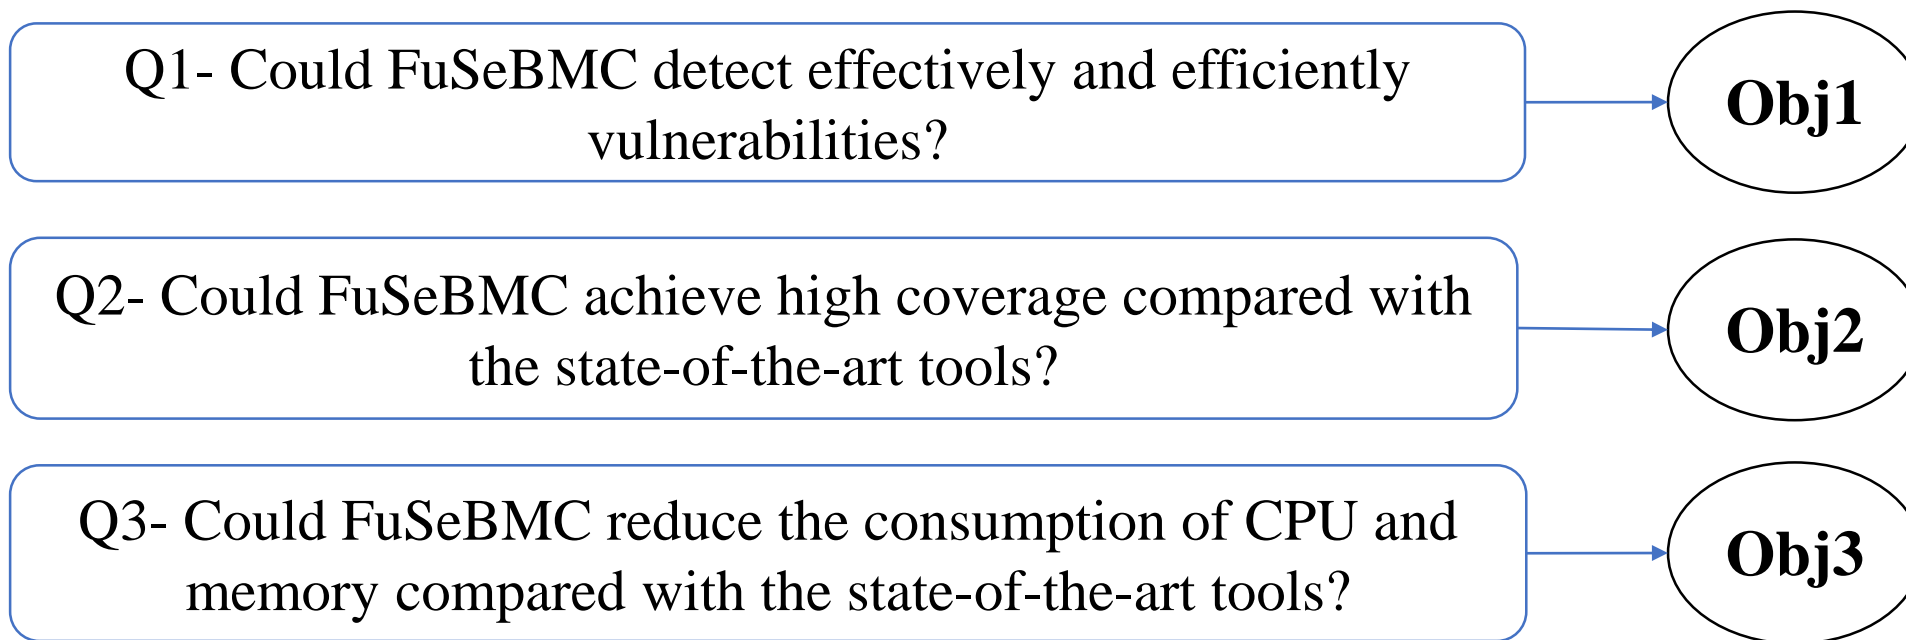 Q1- Could FuSeBMC detect effectively and efficiently
vulnerabilities?
Obj1
Q2- Could FuSeBMC achieve high coverage compared with
the state-of-the-art tools?
Obj2
Q3- Could FuSeBMC reduce the consumption of CPU and
memory compared with the state-of-the-art tools?
Obj3